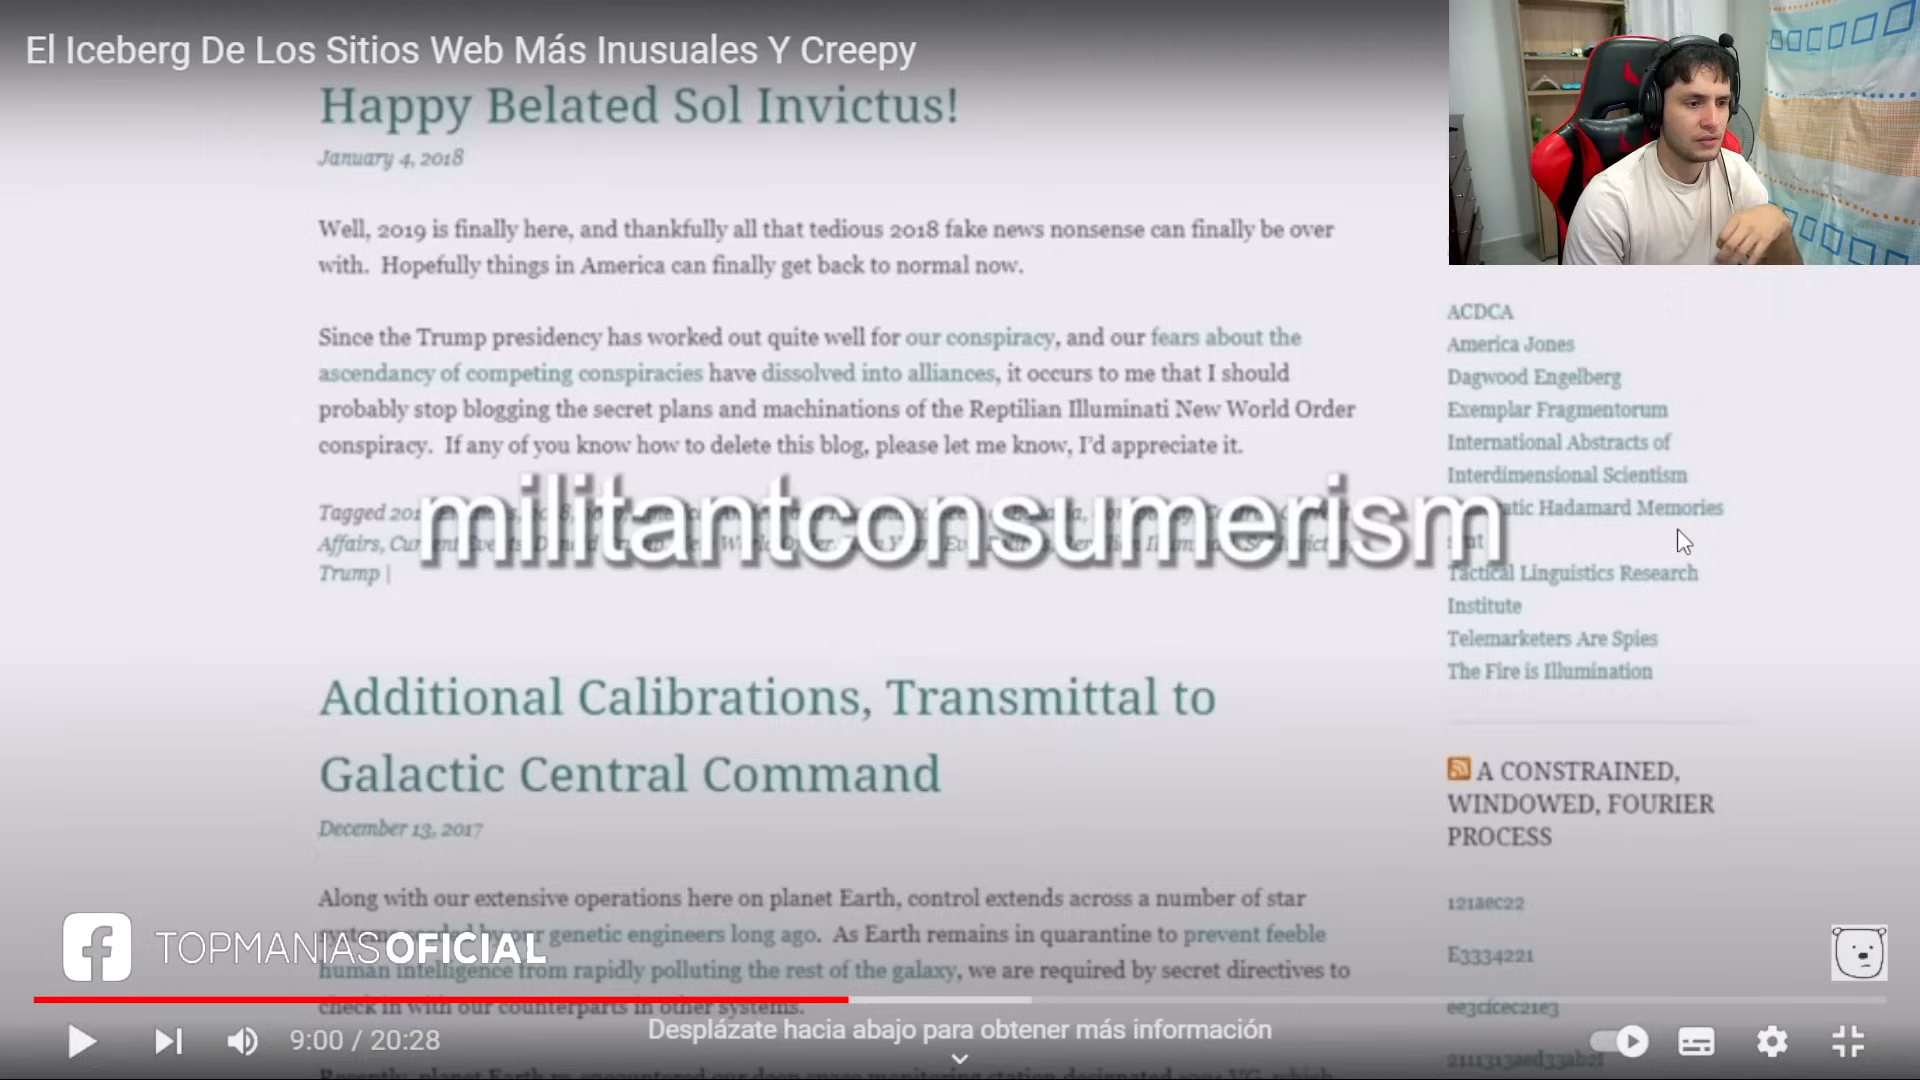 El Iceberg De Los Sitios Web Más Inusuales Y Creepy
Happy Belated Sol Invictus!
January 4, 2018
Well, 2019 is finally here, and thankfully all that tedious 2018 fake news nonsense can finally be over
with. Hopefully things in America can finally get back to normal now.
Since the Trump presidency has worked out quite well for our conspiracy, and our fears about the
ascendancy of competing conspiracies have dissolved into alliances, it occurs to me that I should
probably stop blogging the secret plans and machinations of the Reptilian Illuminati New World Order
conspiracy. If any of you know how to delete this blog, please let me know, I'd appreciate it.
Tagged
Affairs,
Trump |
militantconsumerism
Additional Calibrations, Transmittal to
Galactic Central Command
December 13, 2017
Along with our extensive operations here on planet Earth, control extends across a number of star
genetic engineers long ago. As Earth remains in quarantine to prevent feeble
human intelligence from rapidly polluting the rest of the galaxy, we are required by secret directives to
check in with our counterparts in other systems.
ACDCA
America Jones
Dagwood Engelberg
Exemplar Fragmentorum
International Abstracts of
Interdimensional Scientism
Hadamard Memories
Tactical Linguistics Research
Institute
Telemarketers Are Spies
The Fire is Illumination
A CONSTRAINED,
WINDOWED, FOURIER
PROCESS
121aec22
E3334221
ee3cfcec21e3
TOPMANIASOFICIAL
9:00 / 20:28
Desplázate hacia abajo para obtener más información